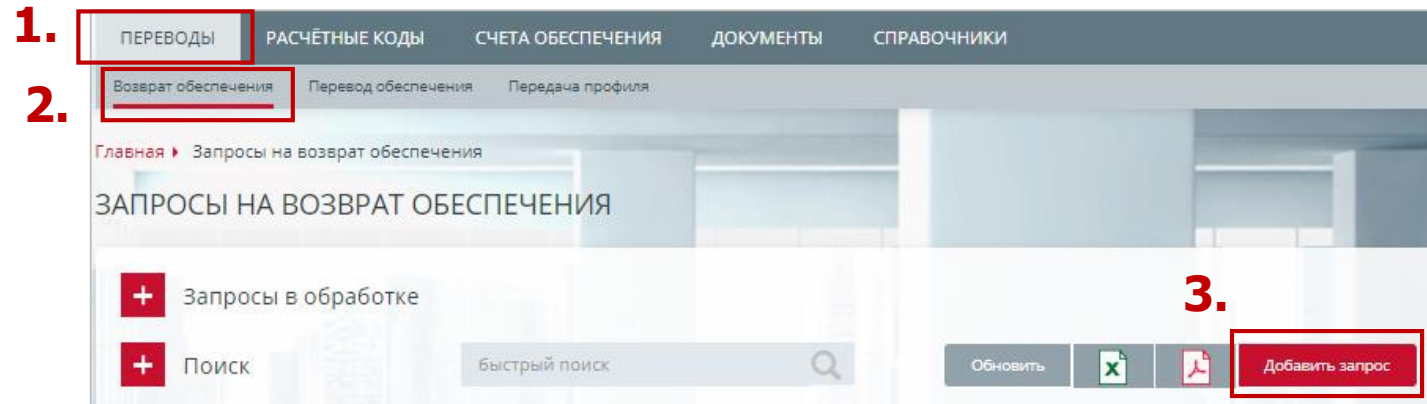 1.
ПЕРЕВОДЫ РАСЧЁТНЫЕ КОДЫ СЧЕТА ОБЕСПЕЧЕНИЯ ДОКУМЕНТЫ СПРАВОЧНИКИ
2.
Возврат обеспечения Перевод обеспечения Передача профиля
Главная Запросы на возврат обеспечения
ЗАПРОСЫ НА ВОЗВРАТ ОБЕСПЕЧЕНИЯ
+ Запросы в обработке
3.
+ Поиск быстрый поиск Обновить X Добавить запрос